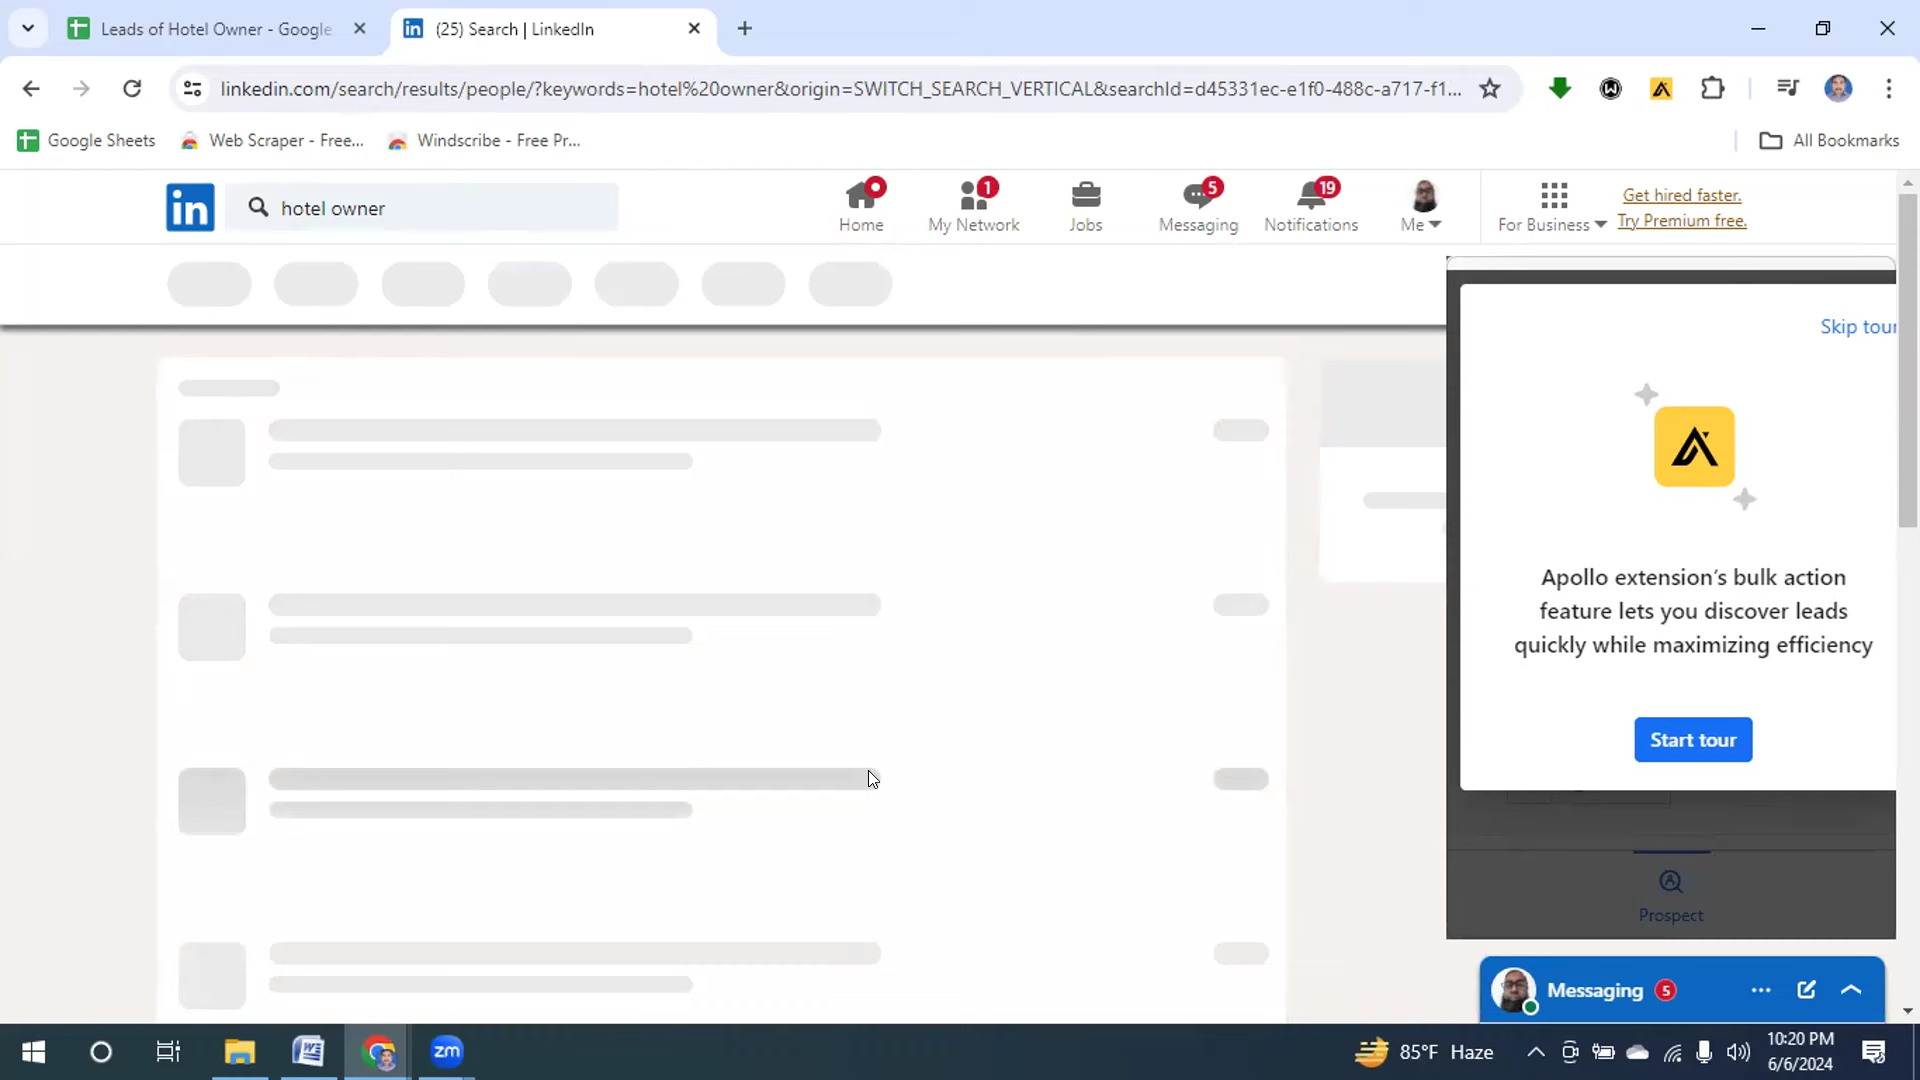 Leads of Hotel Owner - Google
(25) Search | LinkedIn
linkedin.com/search/results/people/?keywords=hotel%20owner&origin=SWITCH_SEARCH_VERTICAL&searchId=d45331ec-e1f0-488c-a717-f1...
Google Sheets
Web Scraper - Free...
Windscribe - Free Pr...
All Bookmarks
in
hotel owner
Home
1
My Network
Jobs
5
Messaging
19
Notifications
Me
For Business
Get hired faster.
Try Premium free.
Skip tour
Apollo extension's bulk action
feature lets you discover leads
quickly while maximizing efficiency
Start tour
Prospect
Messaging 5
zm
85°F Haze
10:20 PM
6/6/2024